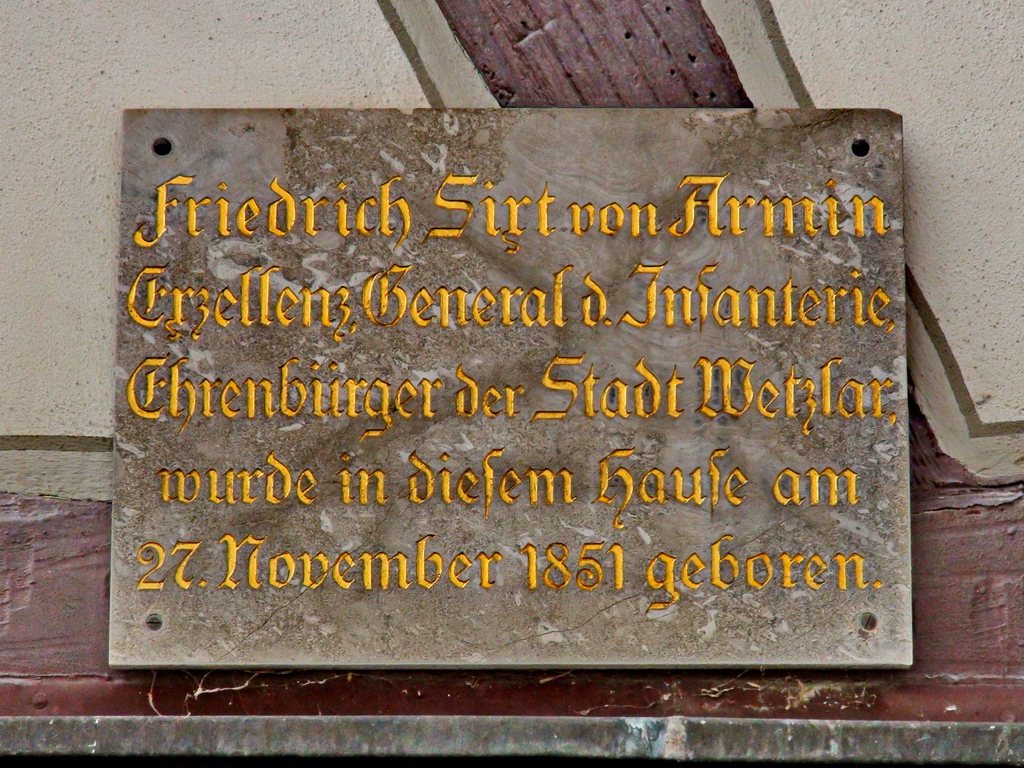 Friedrich Sixt von Armin
Exzellenz, General d. Infanterie,
Ehrenbürger der Stadt Wetzlar,
wurde in diesem Hause am
27. November 1851 geboren.